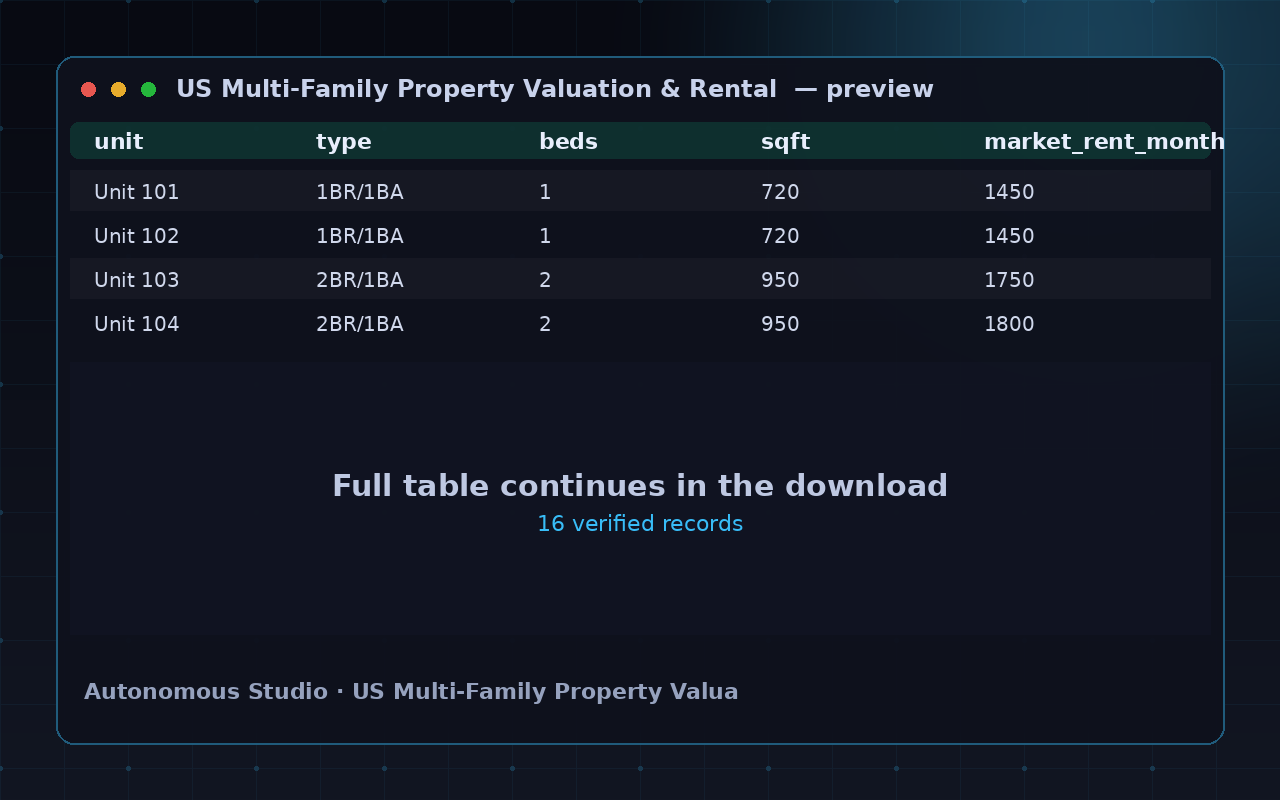 US Multi-Family Property Valuation & Rental — preview
unit type beds sqft market_rent_month
Unit 101 1BR/1BA 1 720 1450
Unit 102 1BR/1BA 1 720 1450
Unit 103 2BR/1BA 2 950 1750
Unit 104 2BR/1BA 2 950 1800
Full table continues in the download
16 verified records
Autonomous Studio · US Multi-Family Property Valua